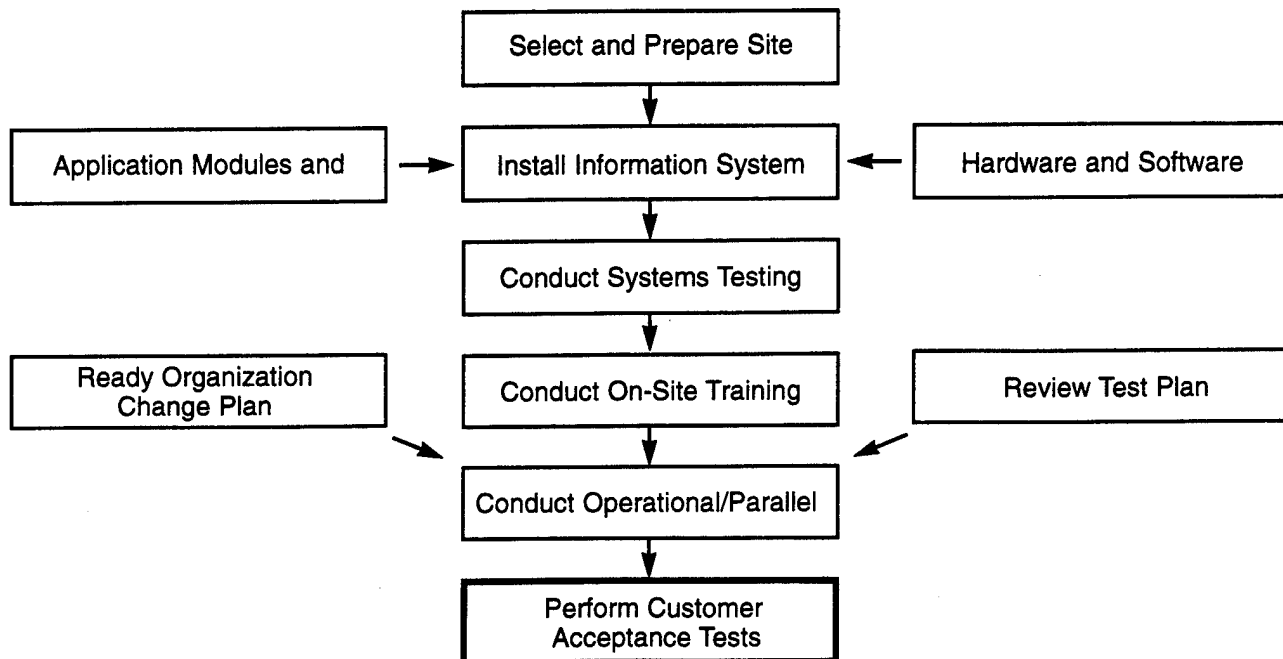 Select and Prepare Site
Application Modules and
Install Information System
Hardware and Software
Conduct Systems Testing
Ready Organization
Change Plan
Conduct On-Site Training
Review Test Plan
Conduct Operational/Parallel
Perform Customer
Acceptance Tests